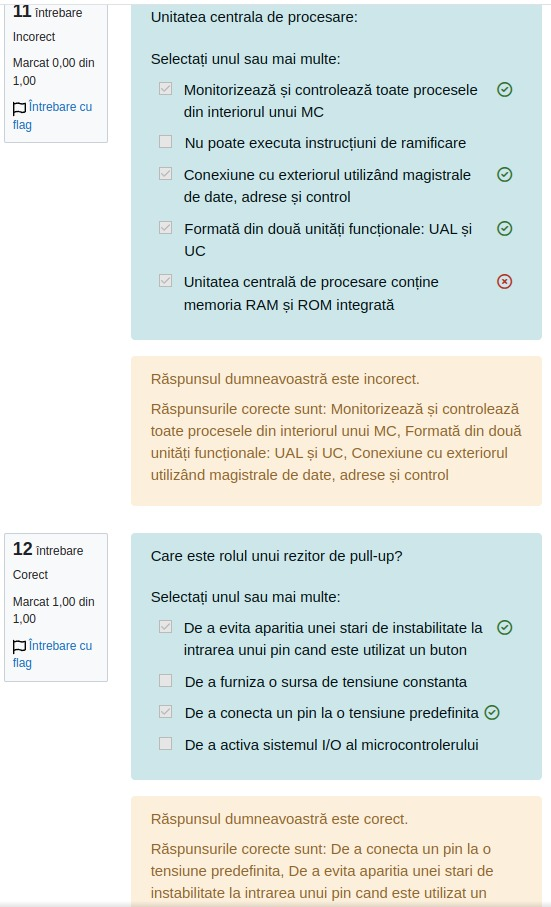 11 întrebare
Incorect
Marcat 0,00 din
1,00
Întrebare cu
flag
Unitatea centrala de procesare:
Selectați unul sau mai multe:
Monitorizează și controlează toate procesele
din interiorul unui MC
Nu poate executa instrucțiuni de ramificare
Conexiune cu exteriorul utilizând magistrale
de date, adrese și control
Formată din două unități funcționale: UAL și
UC
Unitatea centrală de procesare conține
memoria RAM și ROM integrată
Răspunsul dumneavoastră este incorect.
Răspunsurile corecte sunt: Monitorizează și controlează
toate procesele din interiorul unui MC, Formată din două
unități funcționale: UAL și UC, Conexiune cu exteriorul
utilizând magistrale de date, adrese și control
12 întrebare
Corect
Marcat 1,00 din
1,00
Întrebare cu
flag
Care este rolul unui rezitor de pull-up?
Selectați unul sau mai multe:
De a evita aparitia unei stari de instabilitate la
intrarea unui pin cand este utilizat un buton
De a furniza o sursa de tensiune constanta
De a conecta un pin la o tensiune predefinita
De a activa sistemul I/O al microcontrolerului
Răspunsul dumneavoastră este corect.
Răspunsurile corecte sunt: De a conecta un pin la o
tensiune predefinita, De a evita aparitia unei stari de
instabilitate la intrarea unui pin cand este utilizat un